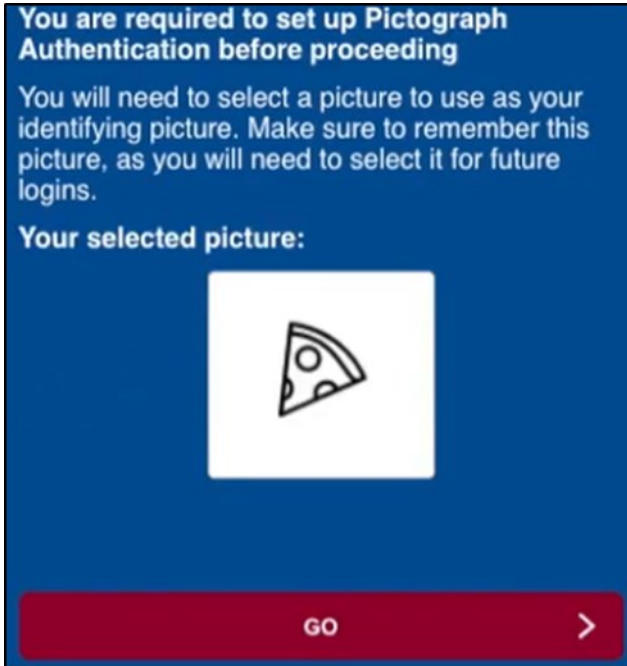 You are required to set up Pictograph
Authentication before proceeding
You will need to select a picture to use as your
identifying picture. Make sure to remember this
picture, as you will need to select it for future
logins.
Your selected picture:
GO